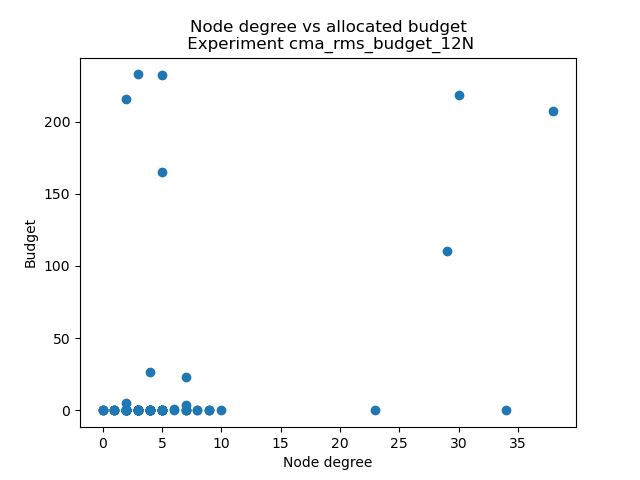 Node degree vs allocated budget
Experiment cma_rms_budget_12N
Budget
200
150
100
50
0
0 5 10 15 20 25 30 35
Node degree